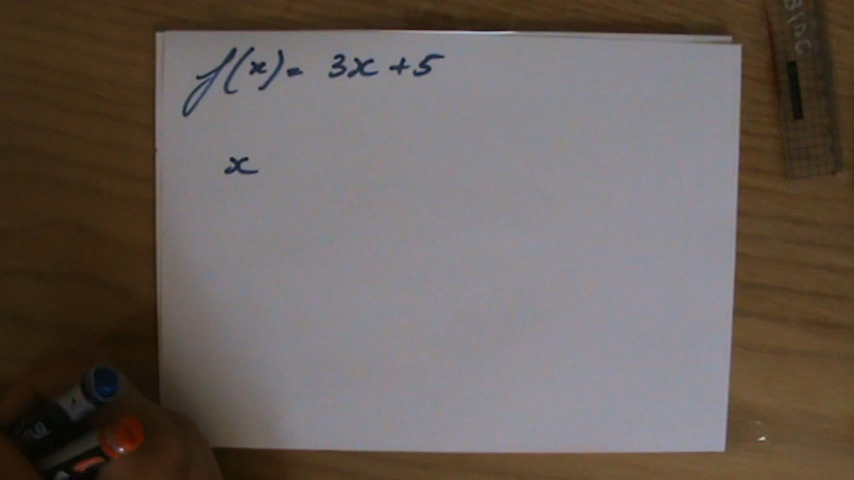 f(x) = 3x + 5
x